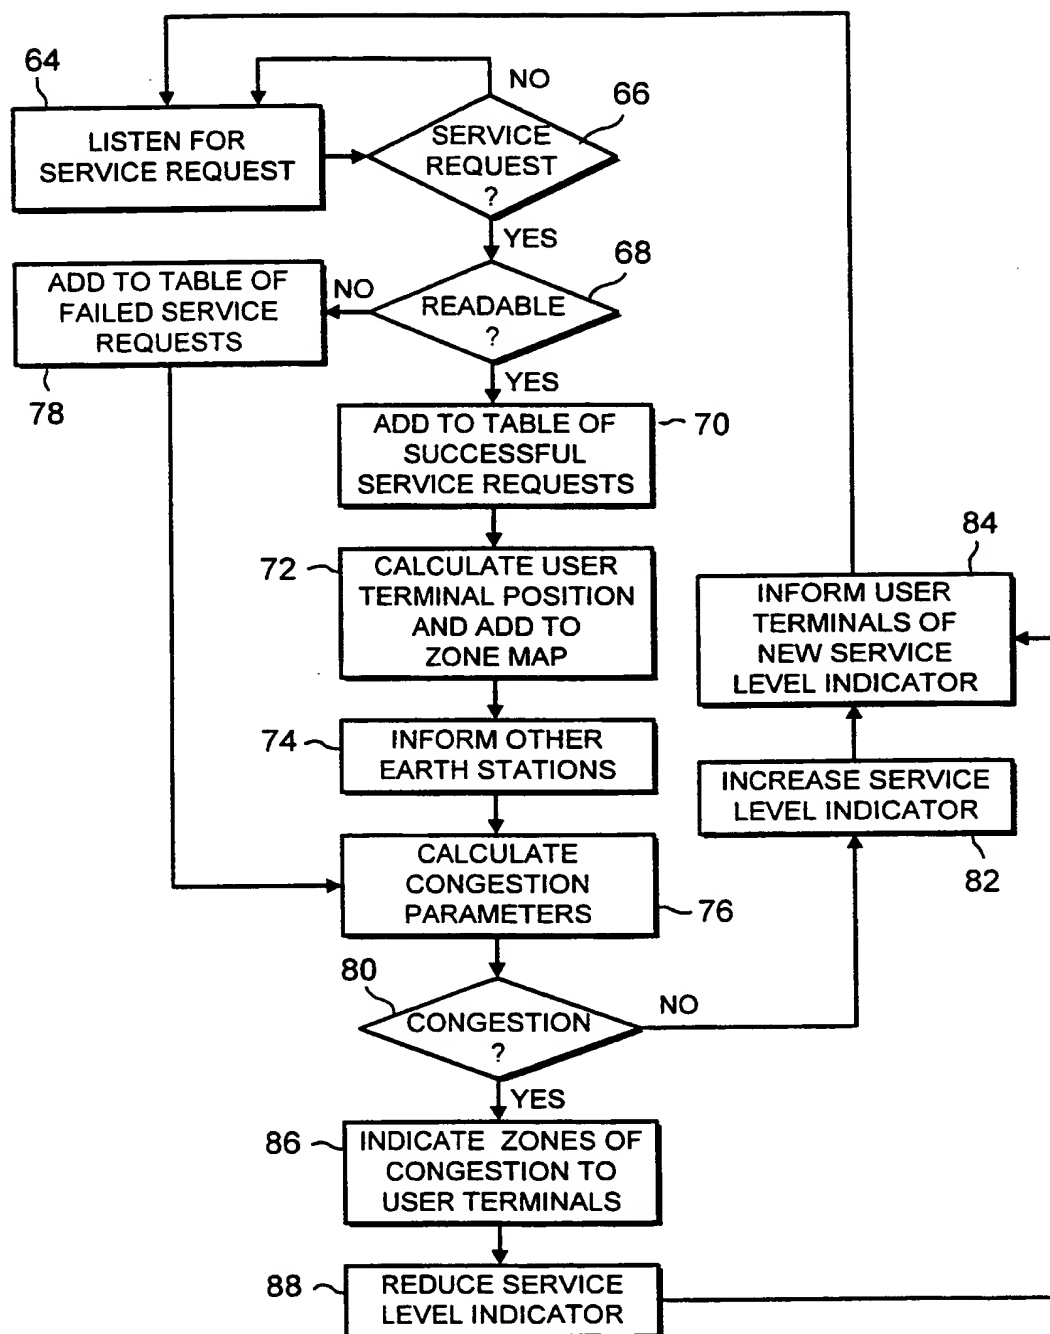 64
NO
66
LISTEN FOR
SERVICE REQUEST
SERVICE
REQUEST
?
YES
68
ADD TO TABLE OF
FAILED SERVICE
REQUESTS
NO
READABLE
?
78
YES
ADD TO TABLE OF
SUCCESSFUL
SERVICE REQUESTS
70
72
CALCULATE USER
TERMINAL POSITION
AND ADD TO
ZONE MAP
84
INFORM USER
TERMINALS OF
NEW SERVICE
LEVEL INDICATOR
74
INFORM OTHER
EARTH STATIONS
INCREASE SERVICE
LEVEL INDICATOR
82
CALCULATE
CONGESTION
PARAMETERS
76
80
CONGESTION
?
NO
YES
86
INDICATE ZONES OF
CONGESTION TO
USER TERMINALS
88
REDUCE SERVICE
LEVEL INDICATOR